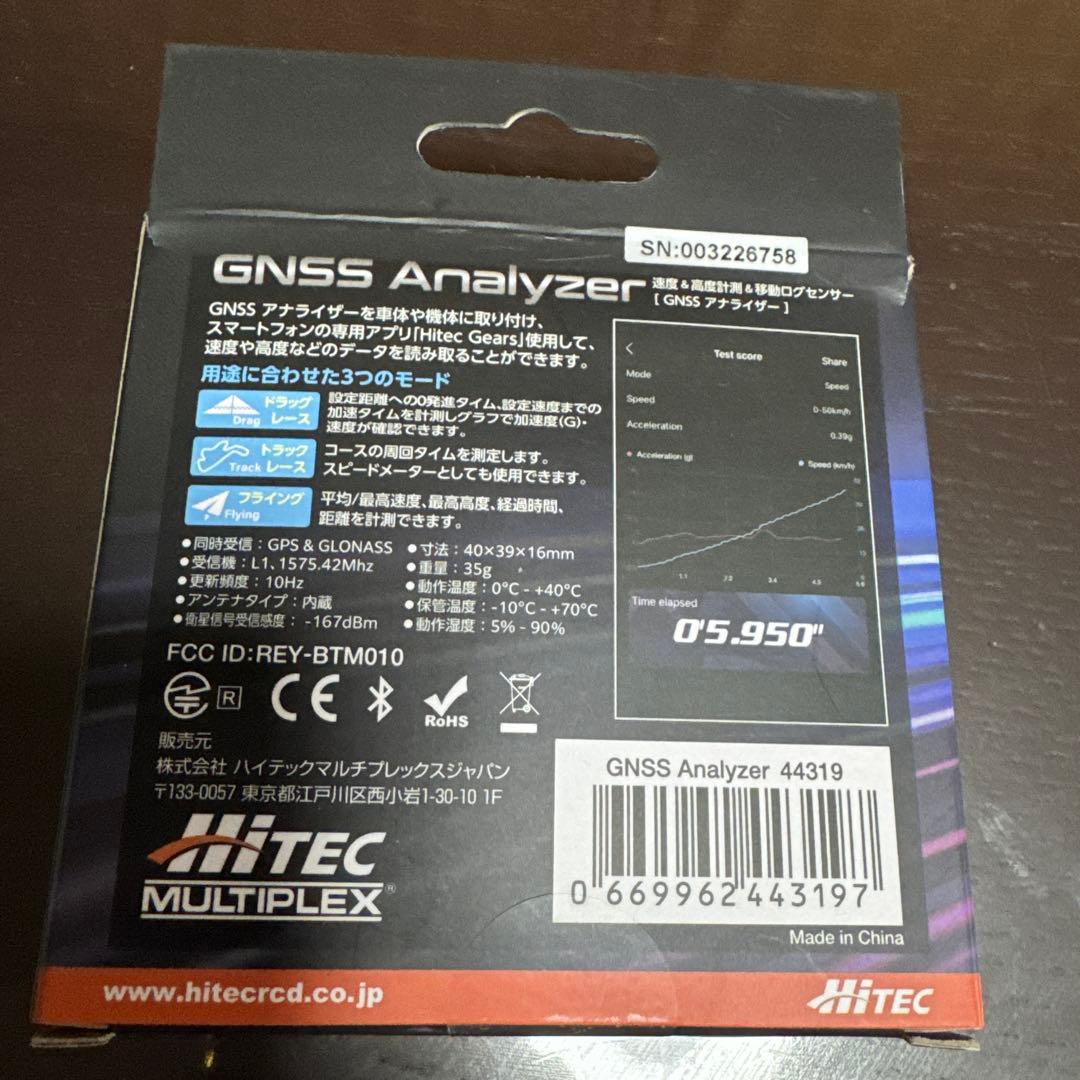 SN:003226758
GNSS Analyzer
速度&高度計測&移動ログセンサー
[ GNSS アナライザー ]
GNSS アナライザーを車体や機体に取り付け、
スマートフォンの専用アプリ「Hitec Gears」使用して、
速度や高度などのデータを読み取ることができます。
用途に合わせた3つのモード
ドラッグ
Drag レース
設定距離への0発進タイム、設定速度までの
加速タイムを計測しグラフで加速度(G)・
速度が確認できます。
トラック
Track レース
コースの周回タイムを測定します。
スピードメーターとしても使用できます。
フライング
Flying
平均/最高速度、最高高度、経過時間、
距離を計測できます。
●同時受信:GPS & GLONASS
●受信機:L1、1575.42Mhz
●更新頻度:10Hz
●アンテナタイプ:内蔵
●衛星信号受信感度: -167dBm
●寸法:40×39×16mm
●重量:35g
●動作温度:0°C - +40°C
●保管温度:-10°C - +70°C
●動作湿度:5% - 90%
Test score
Share
Mode
Speed
Speed
0-50km/h
Acceleration
0.39g
Acceleration (g)
Speed (km/h)
1.1
3.4
4.5
Time elapsed
0'5.950"
FCC ID:REY-BTM010
R
CE
RoHS
販売元
株式会社 ハイテックマルチプレックスジャパン
〒133-0057 東京都江戸川区西小岩1-30-10 1F
HiTEC
MULTIPLEX®
GNSS Analyzer 44319
0 669962 443197
Made in China
www.hitecrcd.co.jp
HiTEC